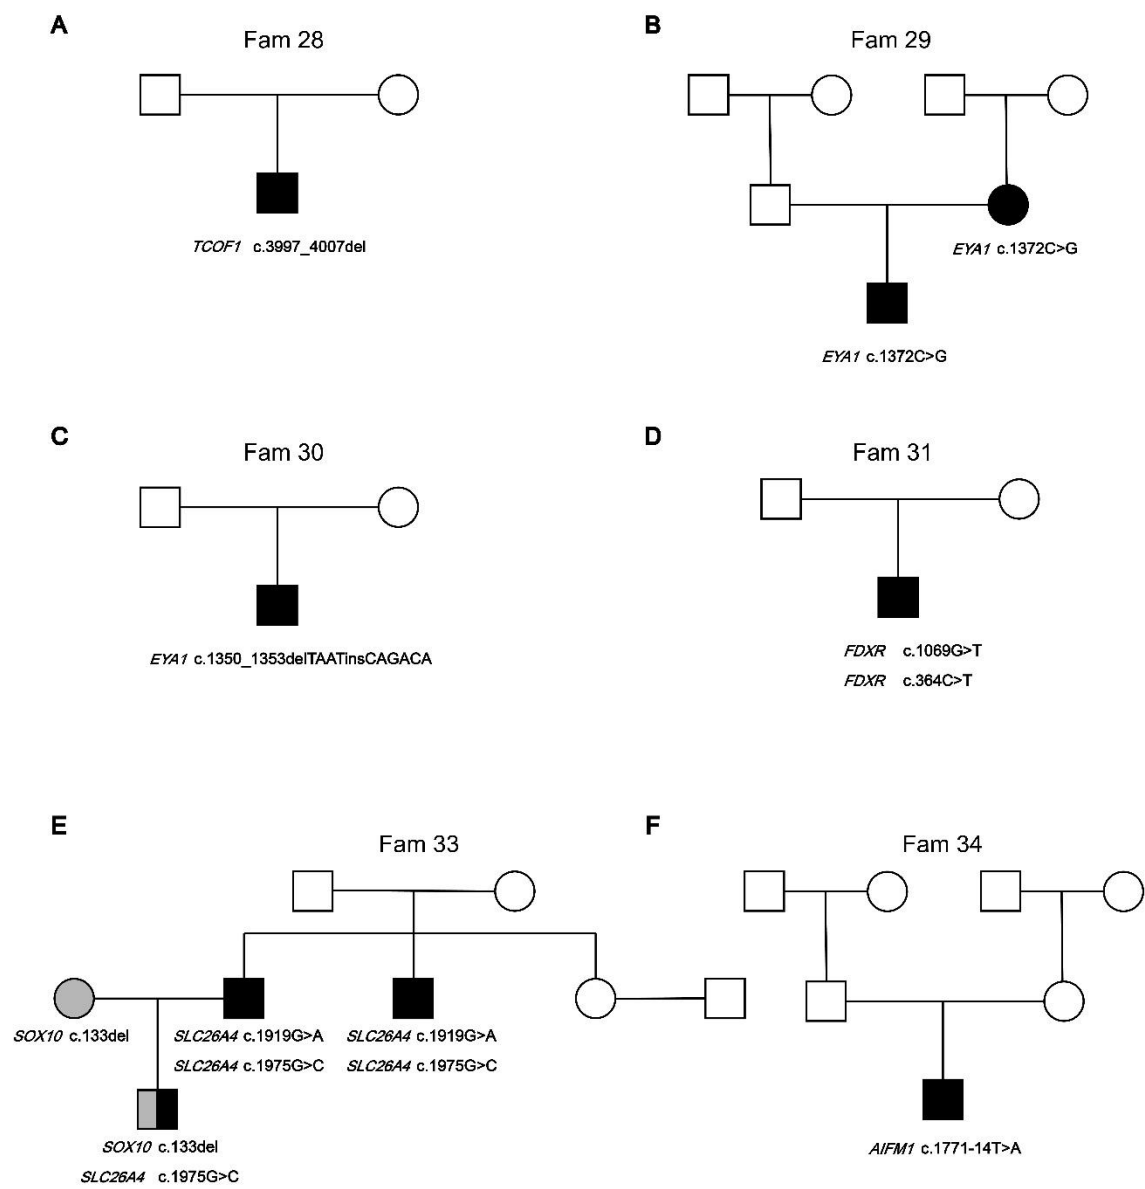 A
Fam 28
TCOF1 c.3997_4007del
B
Fam 29
EYA1 c.1372C>G
EYA1 c.1372C>G
C
Fam 30
EYA1 c.1350_1353delTAATinsCAGACA
D
Fam 31
FDXR c.1069G>T
FDXR c.364C>T
E
Fam 33
SOX10 c.133del
SLC26A4 c.1919G>A
SLC26A4 c.1975G>C
SLC26A4 c.1919G>A
SLC26A4 c.1975G>C
SOX10 c.133del
SLC26A4 c.1975G>C
F
Fam 34
AIFM1 c.1771-14T>A